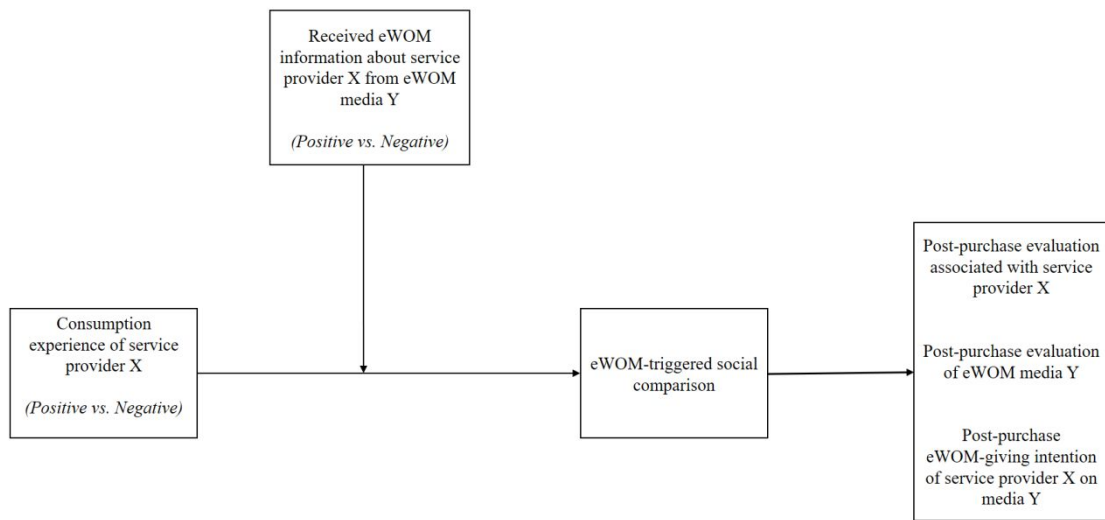 Received eWOM
information about service
provider X from eWOM
media Y
(Positive vs. Negative)
Consumption
experience of service
provider X
(Positive vs. Negative)
eWOM-triggered social
comparison
Post-purchase evaluation
associated with service
provider X
Post-purchase evaluation
of eWOM media Y
Post-purchase
eWOM-giving intention
of service provider X on
media Y